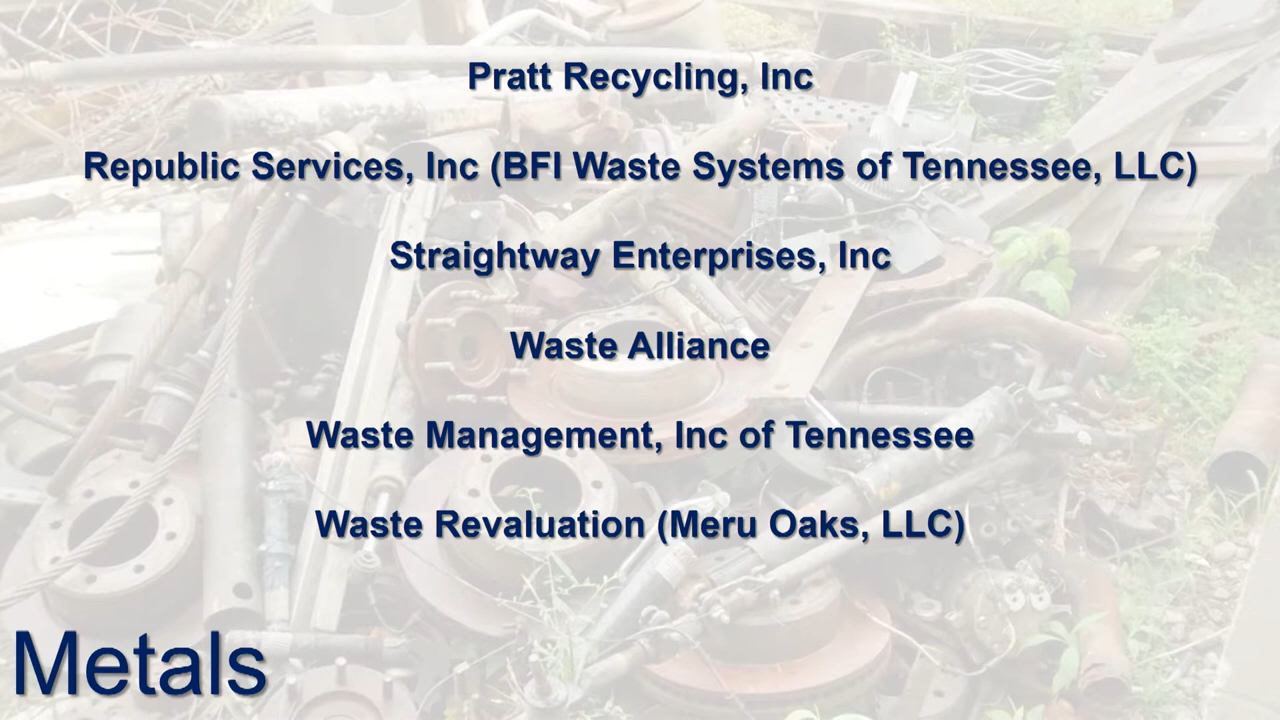 Pratt Recycling, Inc
Republic Services, Inc (BFI Waste Systems of Tennessee, LLC)
Straightway Enterprises, Inc
Waste Alliance
Waste Management, Inc of Tennessee
Waste Revaluation (Meru Oaks, LLC)
Metals